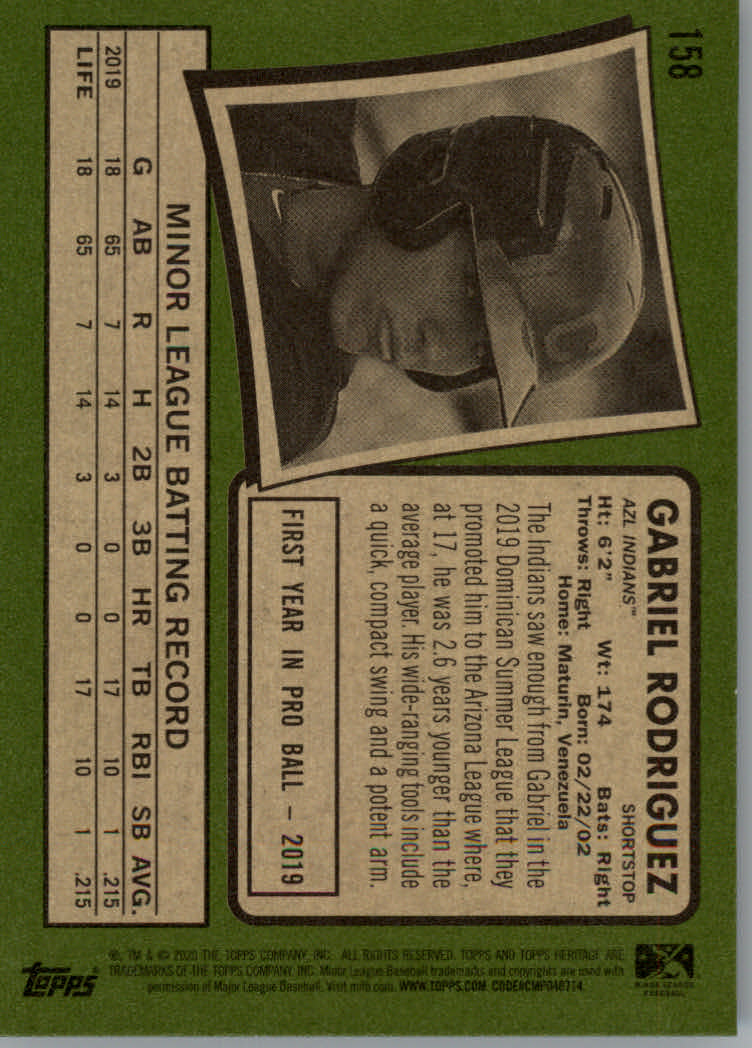 158
GABRIEL RODRIGUEZ
AZL INDIANS™ SHORTSTOP
Ht: 6'2" Wt: 174 Bats: Right
Throws: Right Born: 02/22/02
Home: Maturin, Venezuela
The Indians saw enough from Gabriel in the
2019 Dominican Summer League that they
promoted him to the Arizona League where,
at 17, he was 2.6 years younger than the
average player. His wide-ranging tools include
a quick, compact swing and a potent arm.
FIRST YEAR IN PRO BALL – 2019
MINOR LEAGUE BATTING RECORD
G AB R H 2B 3B HR TB RBI SB AVG.
2019 18 65 7 14 3 0 0 17 10 1 .215
LIFE 18 65 7 14 3 0 0 17 10 1 .215
MINOR LEAGUE
BASEBALL
®, TM & © 2020 THE TOPPS COMPANY, INC. ALL RIGHTS RESERVED. TOPPS AND TOPPS HERITAGE ARE
TRADEMARKS OF THE TOPPS COMPANY, INC. Minor League Baseball trademarks and copyrights are used with
permission of Major League Baseball. Visit milb.com. WWW.TOPPS.COM. CODE#CMP040714.
topps®